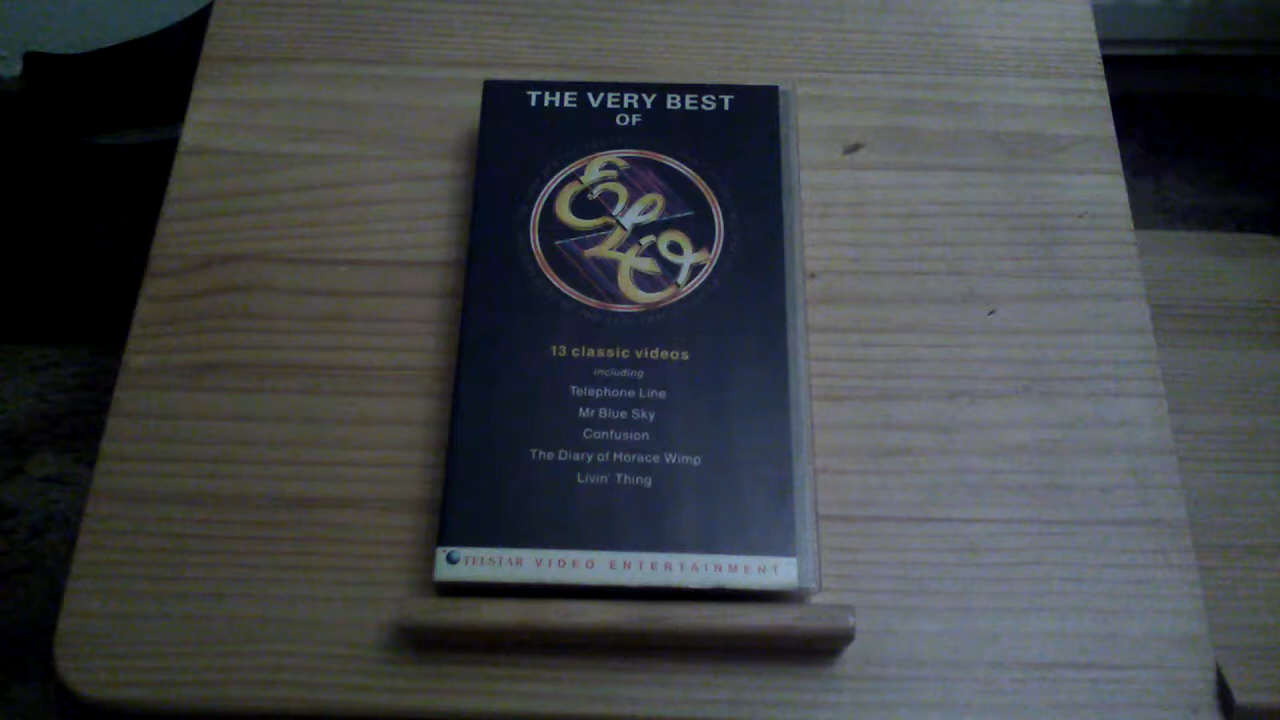 THE VERY BEST
OF
ELO
13 classic videos
including
Telephone Line
Mr Blue Sky
Confusion
The Diary of Horace Wimp
Livin' Thing
TELSTAR VIDEO ENTERTAINMENT